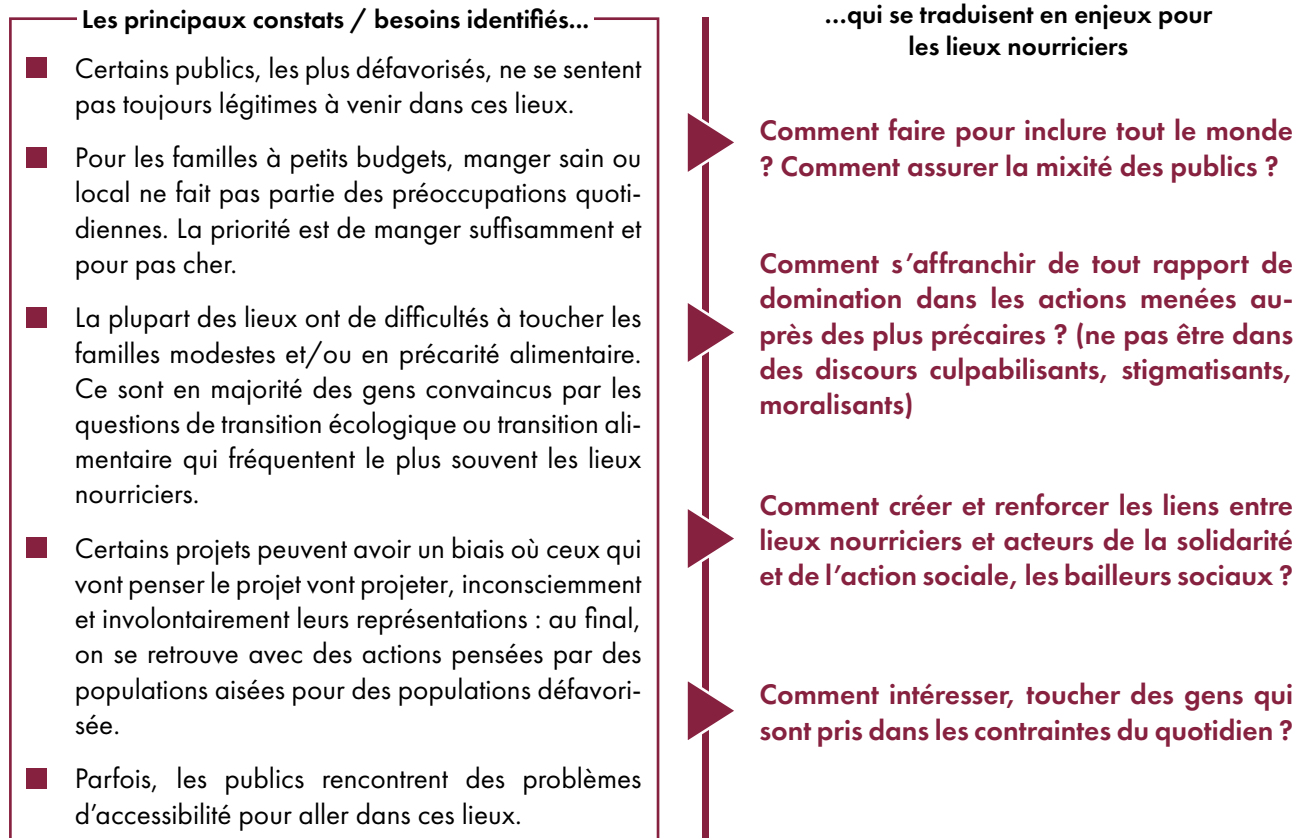 Les principaux constats / besoins identifiés...
Certains publics, les plus défavorisés, ne se sentent
pas toujours légitimes à venir dans ces lieux.
Pour les familles à petits budgets, manger sain ou
local ne fait pas partie des préoccupations quoti-
diennes. La priorité est de manger suffisamment et
pour pas cher.
La plupart des lieux ont de difficultés à toucher les
familles modestes et/ou en précarité alimentaire.
Ce sont en majorité des gens convaincus par les
questions de transition écologique ou transition ali-
mentaire qui fréquentent le plus souvent les lieux
nourriciers.
Certains projets peuvent avoir un biais où ceux qui
vont penser le projet vont projeter, inconsciemment
et involontairement leurs représentations : au final,
on se retrouve avec des actions pensées par des
populations aisées pour des populations défavori-
sée.
Parfois, les publics rencontrent des problèmes
d'accessibilité pour aller dans ces lieux.
...qui se traduisent en enjeux pour
les lieux nourriciers
Comment faire pour inclure tout le monde
? Comment assurer la mixité des publics ?
Comment s'affranchir de tout rapport de
domination dans les actions menées au-
près des plus précaires ? (ne pas être dans
des discours culpabilisants, stigmatisants,
moralisants)
Comment créer et renforcer les liens entre
lieux nourriciers et acteurs de la solidarité
et de l'action sociale, les bailleurs sociaux ?
Comment intéresser, toucher des gens qui
sont pris dans les contraintes du quotidien ?